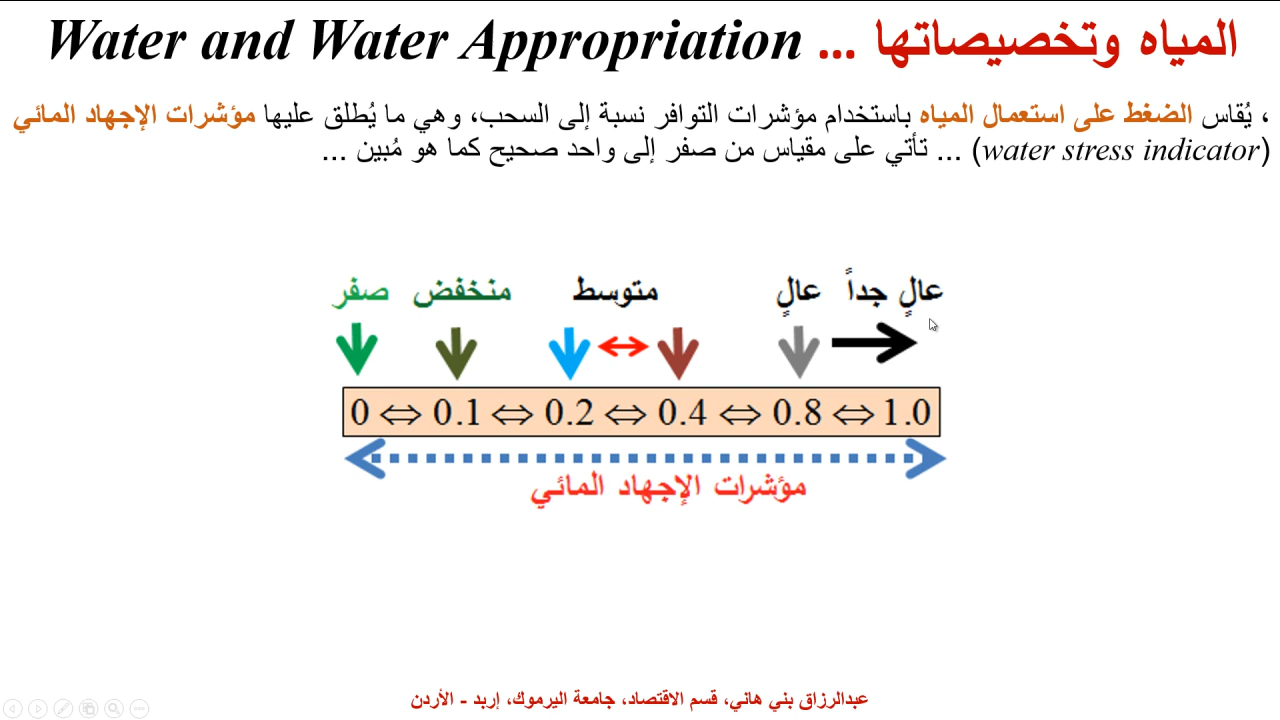 المياه وتخصيصاتها ... Water and Water Appropriation
، يُقاس الضغط على استعمال المياه باستخدام مؤشرات التوافر نسبة إلى السحب، وهي ما يُطلق عليها مؤشرات الإجهاد المائي
(water stress indicator) ... تأتي على مقياس من صفر إلى واحد صحيح كما هو مُبين ...
صفر منخفض متوسط عالٍ عالٍ جداً
0 ⇔ 0.1 ⇔ 0.2 ⇔ 0.4 ⇔ 0.8 ⇔ 1.0
مؤشرات الإجهاد المائي
عبدالرزاق بني هاني، قسم الاقتصاد، جامعة اليرموك، إربد - الأردن